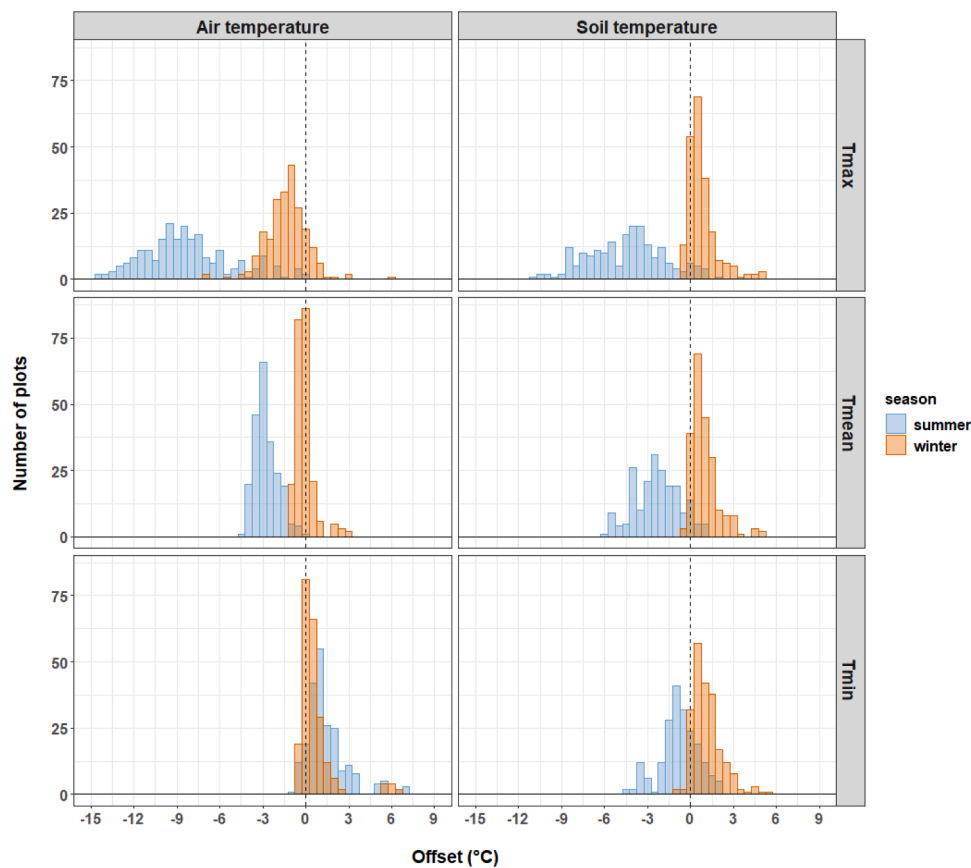 Air temperature
Soil temperature
75
50
25
0
Tmax
75
50
25
0
Tmean
75
50
25
0
Tmin
Number of plots
-15 -12 -9 -6 -3 0 3 6 9
-15 -12 -9 -6 -3 0 3 6 9
Offset (°C)
season
summer
winter